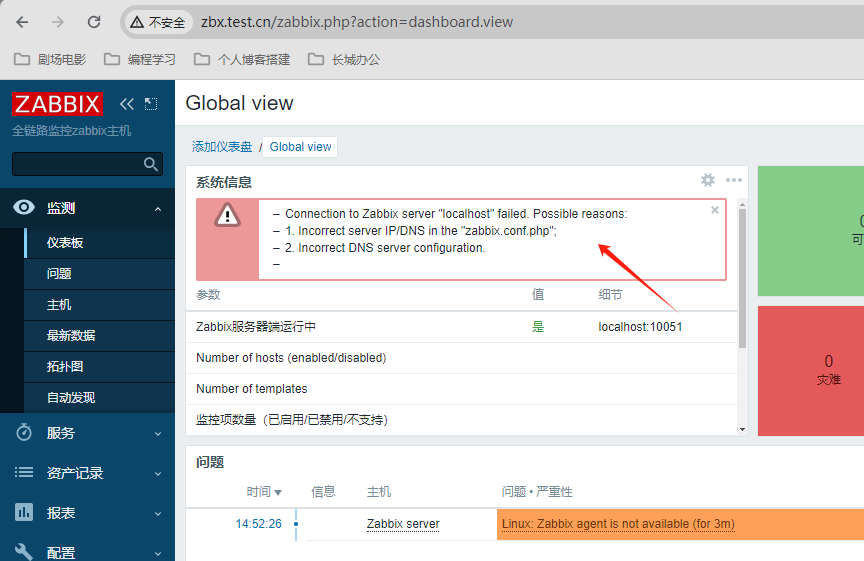 不安全 zbx.test.cn/zabbix.php?action=dashboard.view
剧场电影 编程学习 个人博客搭建 长城办公
ZABBIX
全链路监控zabbix主机
监测
仪表板
问题
主机
最新数据
拓扑图
自动发现
服务
资产记录
报表
配置
Global view
添加仪表盘 / Global view
系统信息
– Connection to Zabbix server "localhost" failed. Possible reasons:
– 1. Incorrect server IP/DNS in the "zabbix.conf.php";
– 2. Incorrect DNS server configuration.
–
参数 值 细节
Zabbix服务器端运行中 是 localhost:10051
Number of hosts (enabled/disabled)
Number of templates
监控项数量（已启用/已禁用/不支持）
可
0
灾难
问题
时间 信息 主机 问题 • 严重性
14:52:26 Zabbix server Linux: Zabbix agent is not available (for 3m)